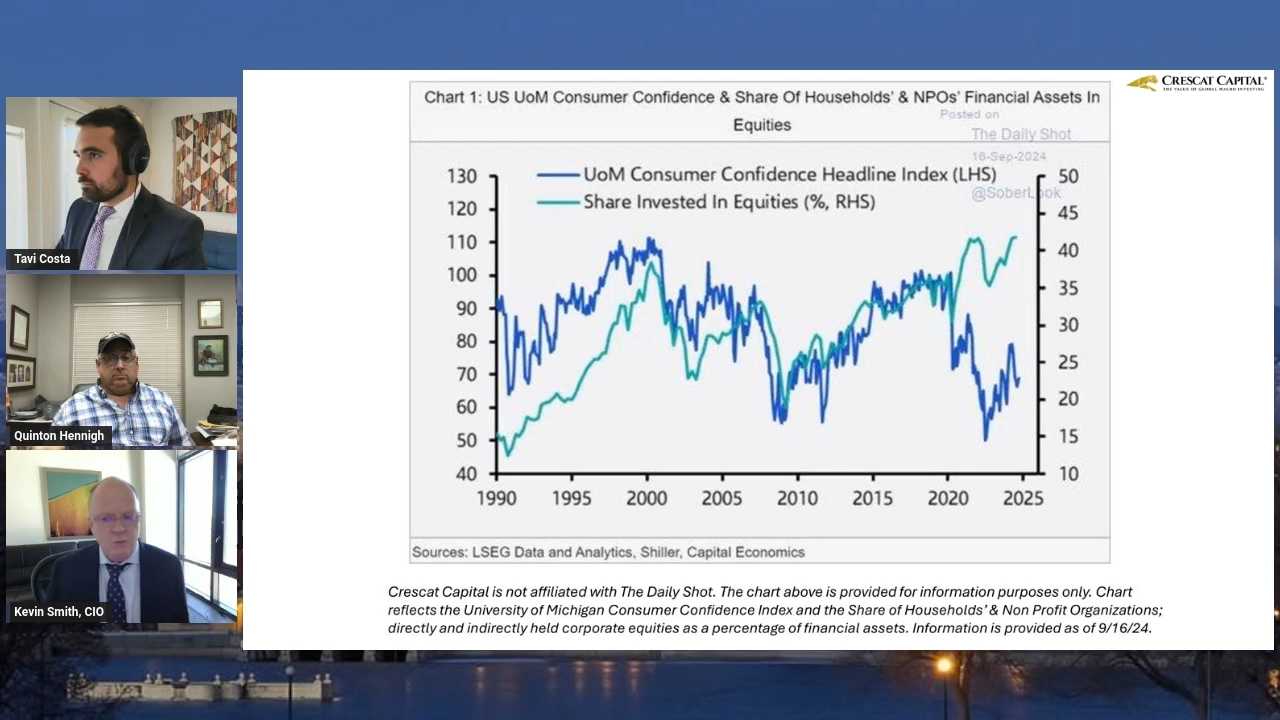 CRESCAT CAPITAL®
THE VALUE OF GLOBAL MACRO INVESTING
Chart 1: US UoM Consumer Confidence & Share Of Households' & NPOs' Financial Assets In
Equities
Posted on
The Daily Shot
16-Sep-2024
@SoberLook
UoM Consumer Confidence Headline Index (LHS)
Share Invested In Equities (%, RHS)
130
120
110
100
90
80
70
60
50
40
50
45
40
35
30
25
20
15
10
1990 1995 2000 2005 2010 2015 2020 2025
Sources: LSEG Data and Analytics, Shiller, Capital Economics
Crescat Capital is not affiliated with The Daily Shot. The chart above is provided for information purposes only. Chart
reflects the University of Michigan Consumer Confidence Index and the Share of Households' & Non Profit Organizations;
directly and indirectly held corporate equities as a percentage of financial assets. Information is provided as of 9/16/24.
Tavi Costa
Quinton Hennigh
Kevin Smith, CIO